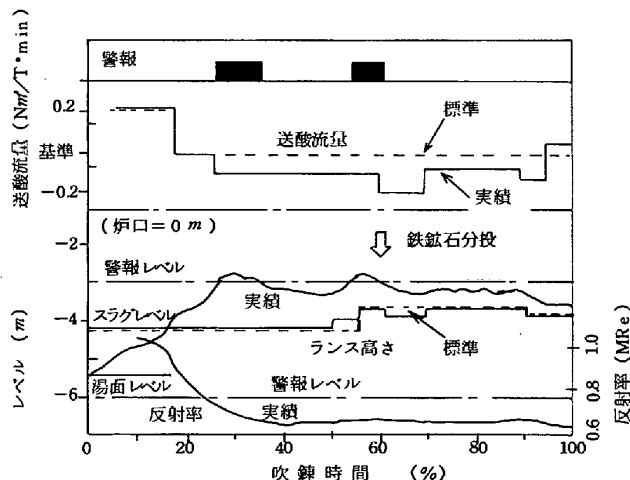 警報
送酸流量 (N㎥/T*min)
0.2
基準
-0.2
送酸流量
標準
実績
(炉口=0m)
鉄鉱石分投
-2
警報レベル
実績
スラグレベル
-4
ランス高さ
標準
レベル (m)
湯面レベル
警報レベル
-6
反射率
実績
1.0
0.8
0.6
反射率 (MRe)
0 20 40 60 80 100
吹錬時間 (%)